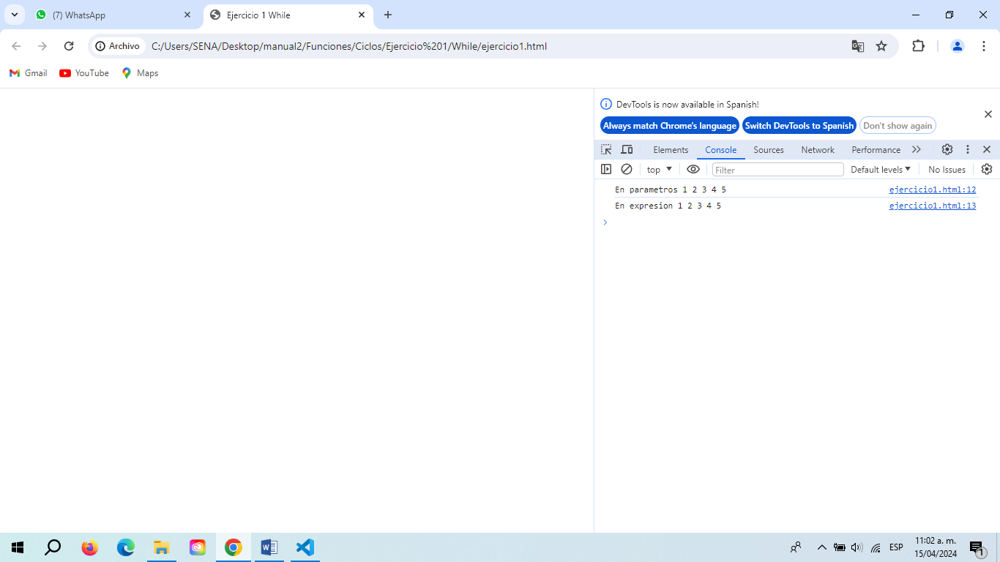 (7) WhatsApp
Ejercicio 1 While
Archivo
C:/Users/SENA/Desktop/manual2/Funciones/Ciclos/Ejercicio%201/While/ejercicio1.html
Gmail
YouTube
Maps
DevTools is now available in Spanish!
Always match Chrome's language
Switch DevTools to Spanish
Don't show again
Elements
Console
Sources
Network
Performance
top
Filter
Default levels
No Issues
En parametros 1 2 3 4 5
ejercicio1.html:12
En expresion 1 2 3 4 5
ejercicio1.html:13
ESP
11:02 a. m.
15/04/2024
1